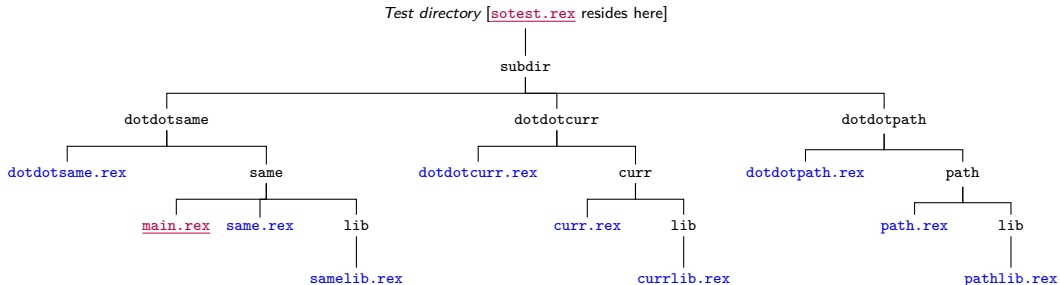 Test directory [sotest.rex resides here]
subdir
dotdotsame dotdotcurr dotdotpath
dotdotsame.rex same dotdotcurr.rex curr dotdotpath.rex path
main.rex same.rex lib curr.rex lib path.rex lib
samelib.rex currlib.rex pathlib.rex